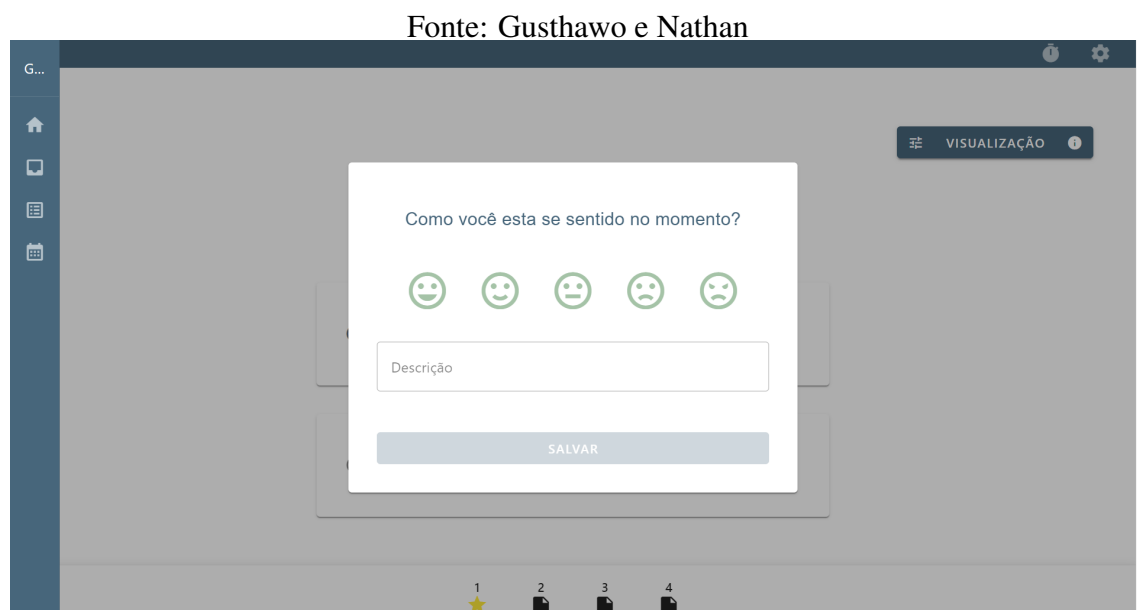 Fonte: Gusthawo e Nathan
G...
VISUALIZAÇÃO
Como você esta se sentido no momento?
Descrição
SALVAR
1 2 3 4